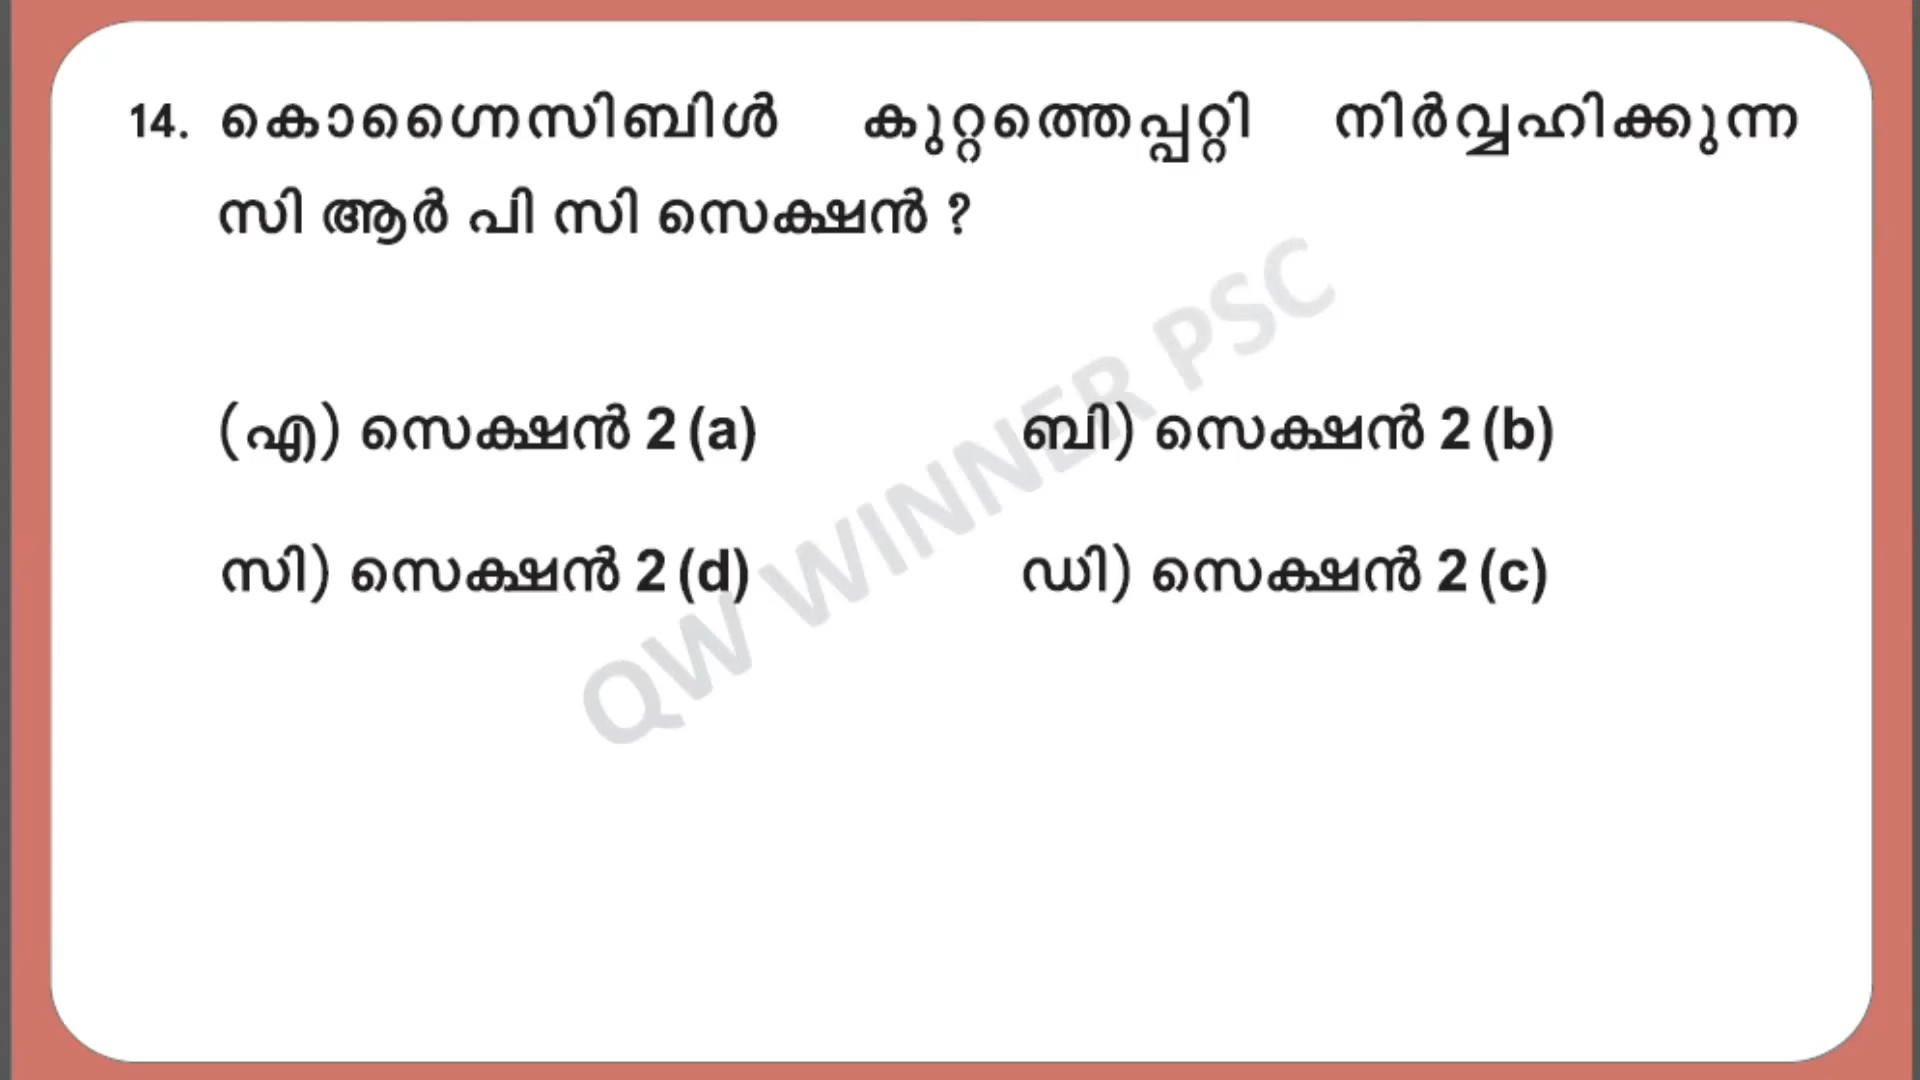 14. കൊഗ്നൈസിബിൾ കുറ്റത്തെപ്പറ്റി നിർവ്വഹിക്കുന്ന
സി ആർ പി സി സെക്ഷൻ ?
(എ) സെക്ഷൻ 2 (a) ബി) സെക്ഷൻ 2 (b)
സി) സെക്ഷൻ 2 (d) ഡി) സെക്ഷൻ 2 (c)
QW WINNER PSC